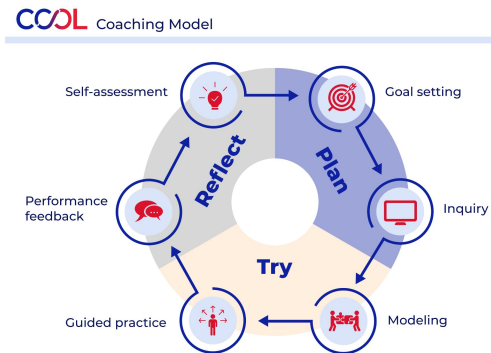 COOL Coaching Model
Self-assessment
Goal setting
Reflect
Plan
Performance
feedback
Inquiry
Try
Guided practice
Modeling